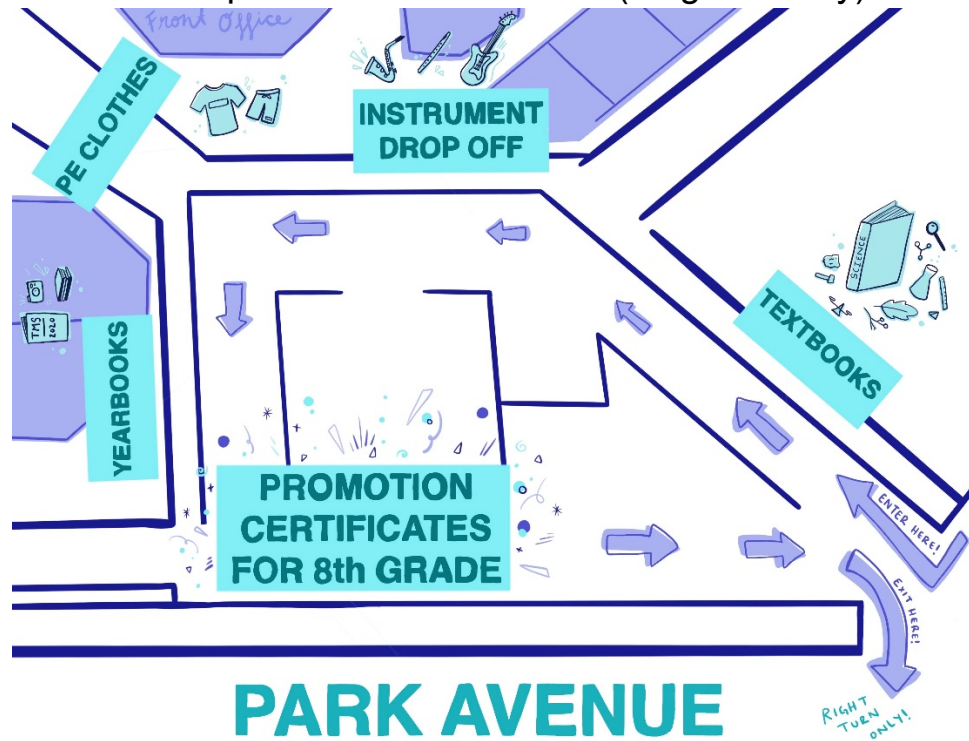 Front Office
PE CLOTHES
INSTRUMENT
DROP OFF
SCIENCE
TEXTBOOKS
TMS
2020
YEARBOOKS
PROMOTION
CERTIFICATES
FOR 8th GRADE
ENTER HERE!
EXIT HERE!
RIGHT
TURN
ONLY!
PARK AVENUE